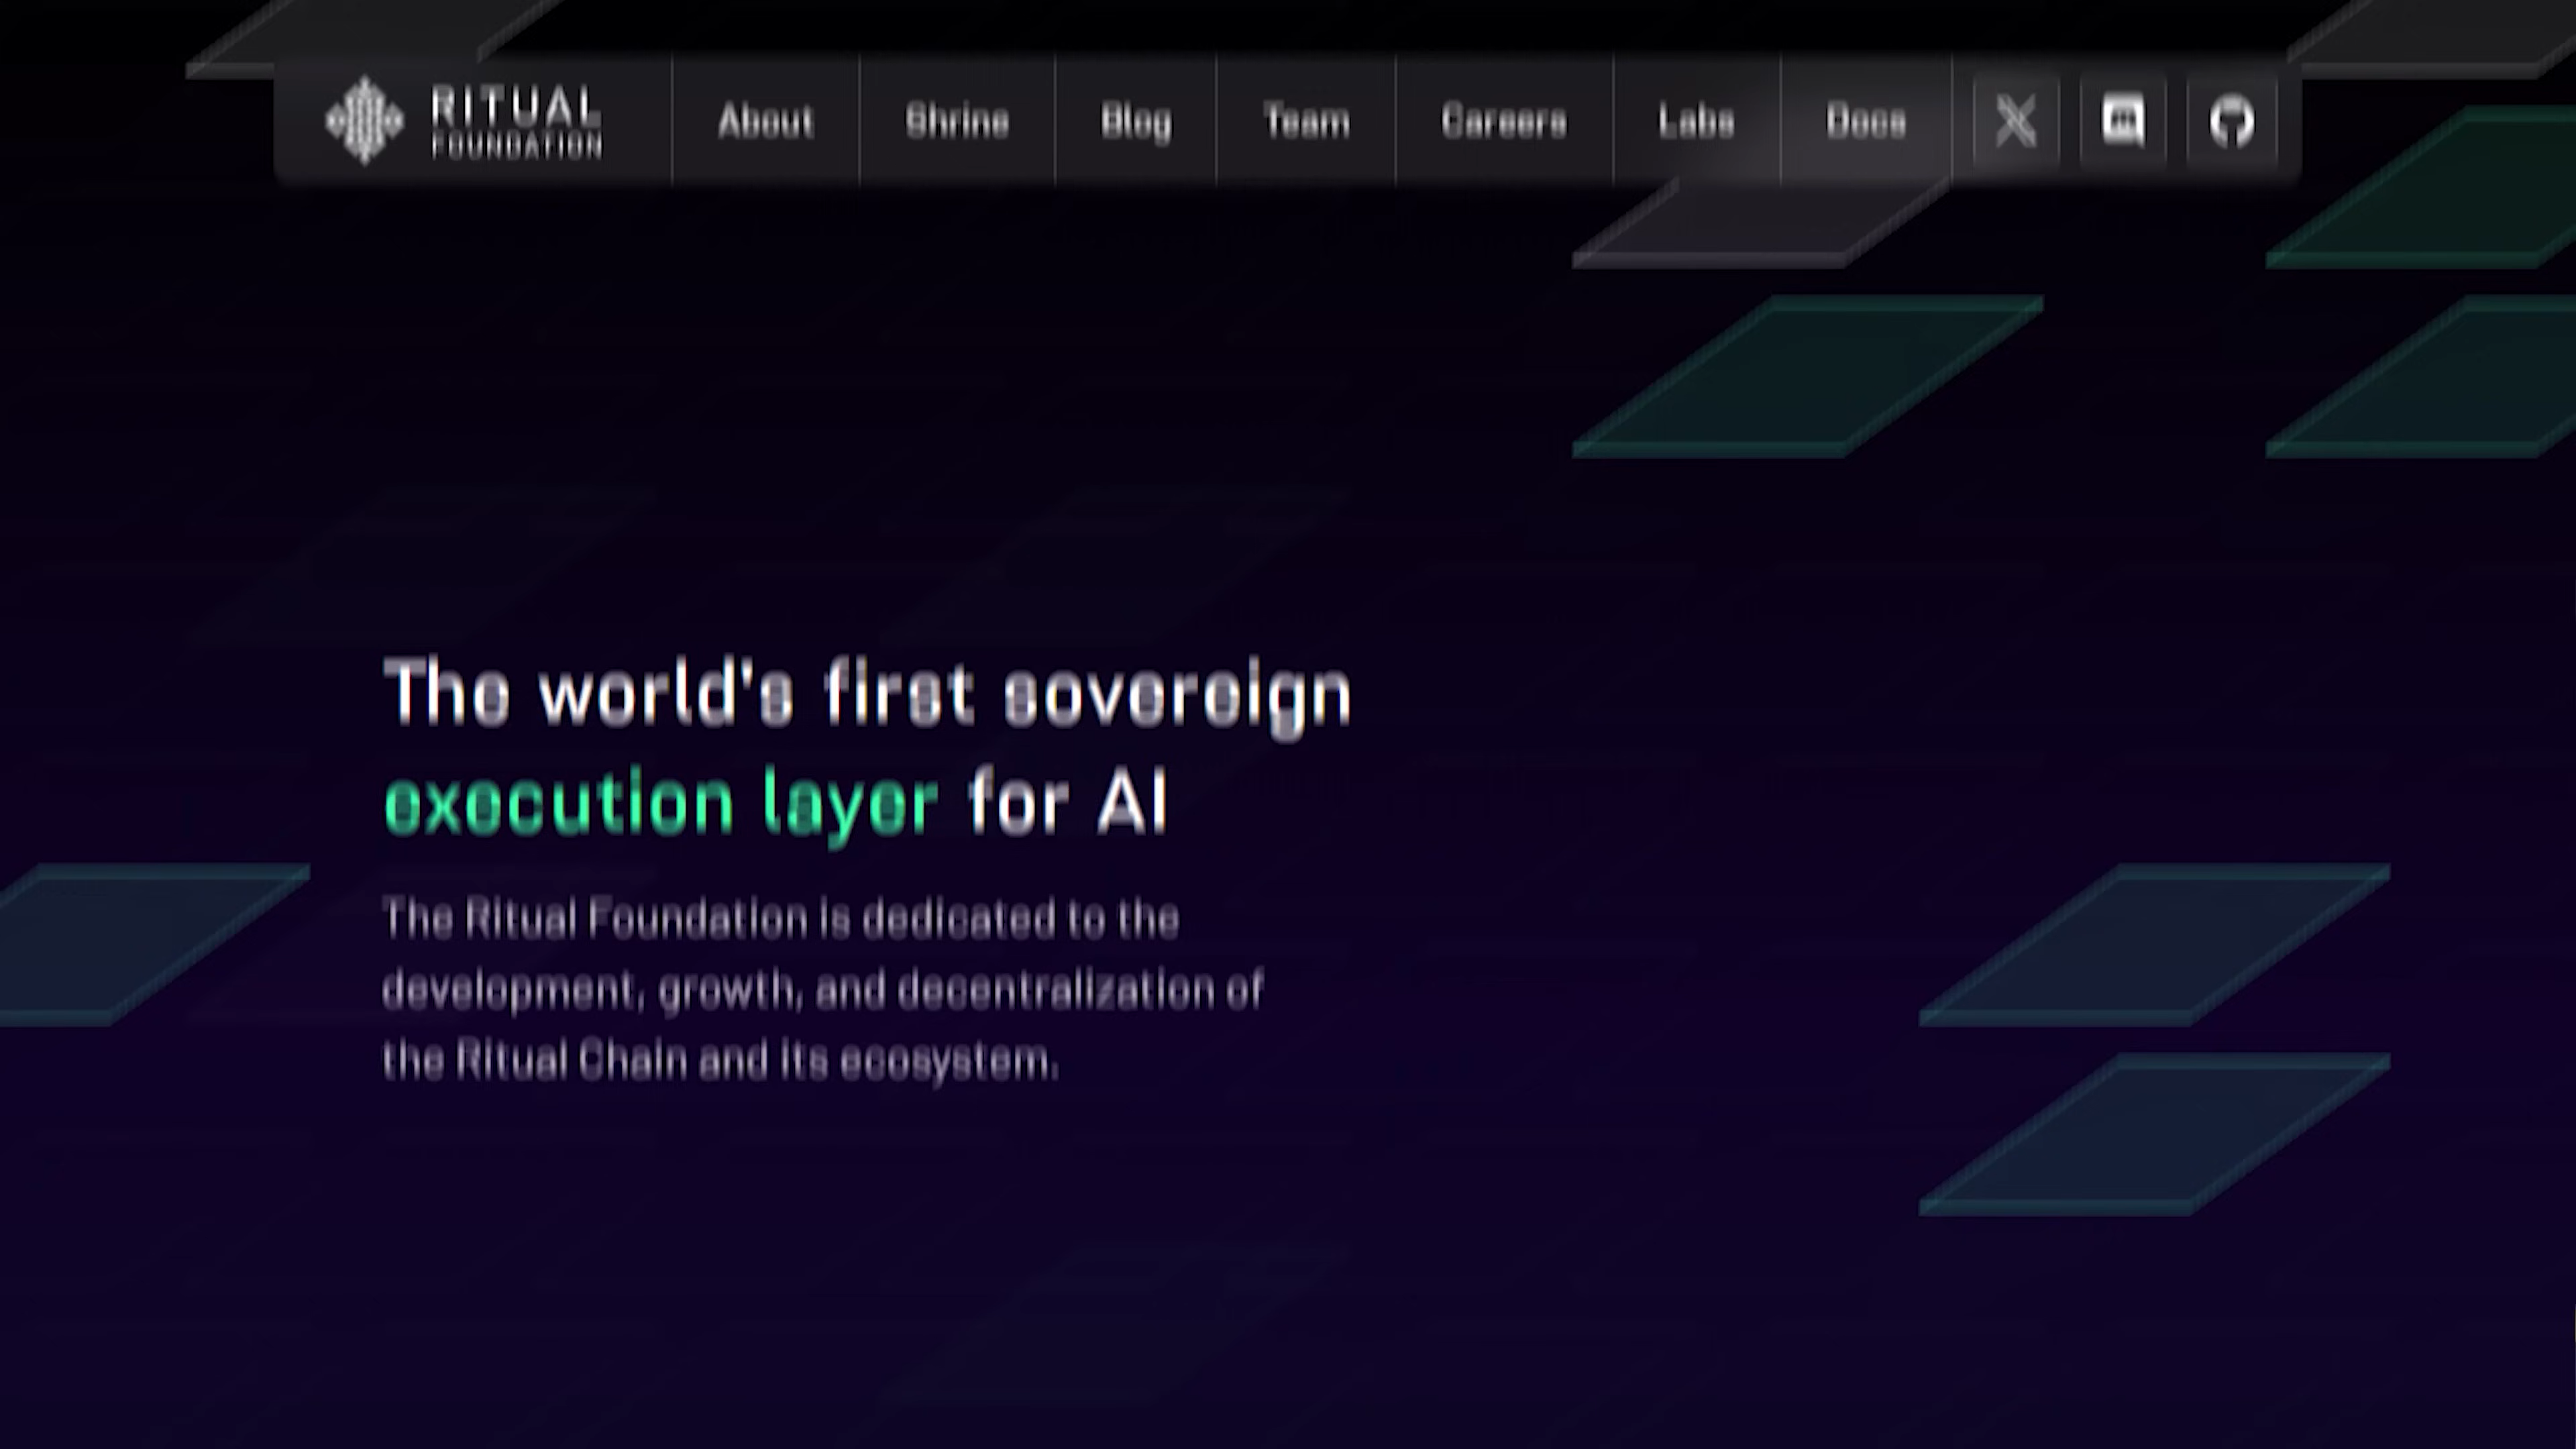 RITUAL
FOUNDATION
About
Shrine
Blog
Team
Careers
Labs
Docs
The world's first sovereign
execution layer for AI
The Ritual Foundation is dedicated to the
development, growth, and decentralization of
the Ritual Chain and its ecosystem.